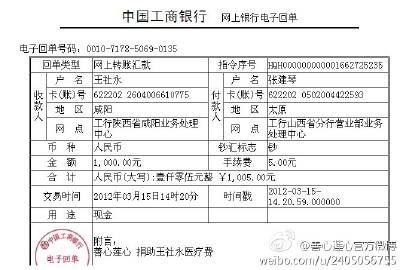 中国工商银行 网上银行电子回单
电子回单号码：0010-7178-5069-0135
回单类型 网上转账汇款 指令序号 HQH000000000001662725235
收款人 户名 王社永 付款人 户名 张建琴
卡(账)号 622202 2604006610775 卡(账)号 622202 0502004422593
地区 咸阳 地区 太原
网点 工行陕西省咸阳业务处理中心 网点 工行山西省分行营业部业务处理中心
币种 人民币 钞汇标志 钞
金额 1,000.00元 手续费 5.00元
合计 人民币(大写)：壹仟零伍元整 ￥1,005.00元
交易时间 2012年03月15日14时20分 时间戳 2012-03-15-14.20.59.000000
用途 现金
中国工商银行
电子回单
附言：
善心莲心 捐助王社永医疗费
@善心莲心官方微博
weibo.com/u/2405056755